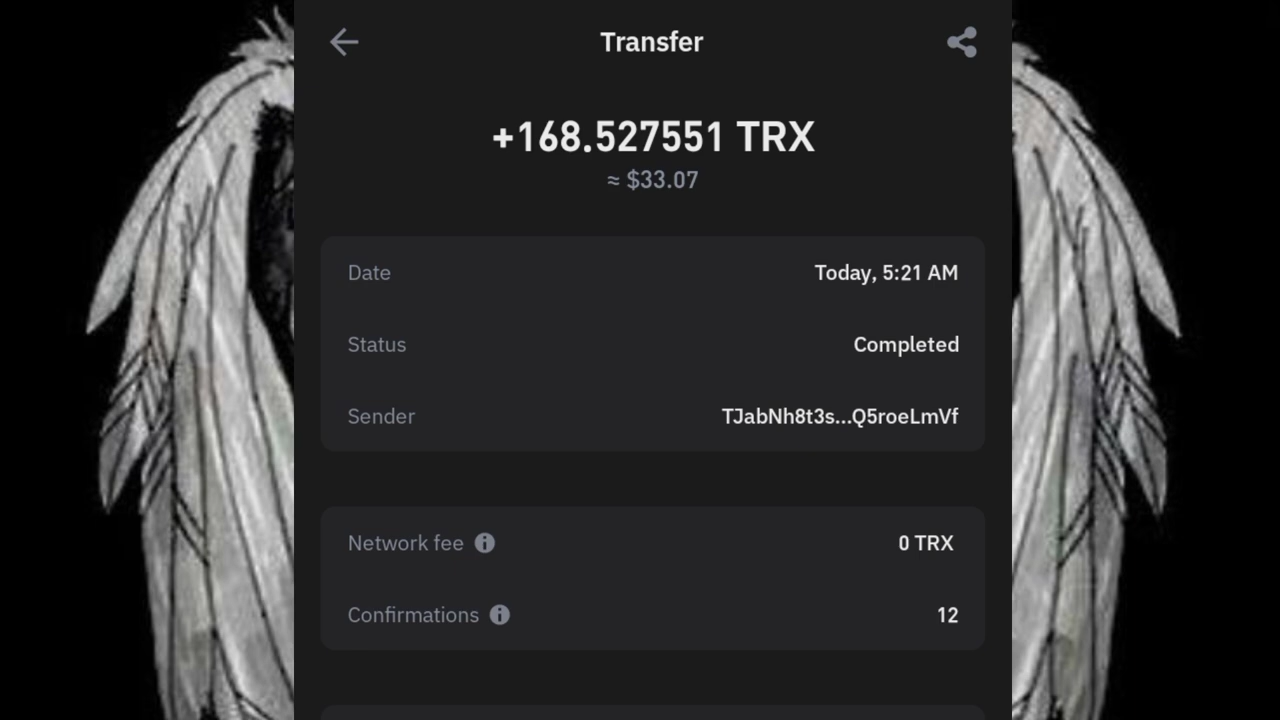 Transfer
+168.527551 TRX
≈ $33.07
Date Today, 5:21 AM
Status Completed
Sender TJabNh8t3s...Q5roeLmVf
Network fee 0 TRX
Confirmations 12